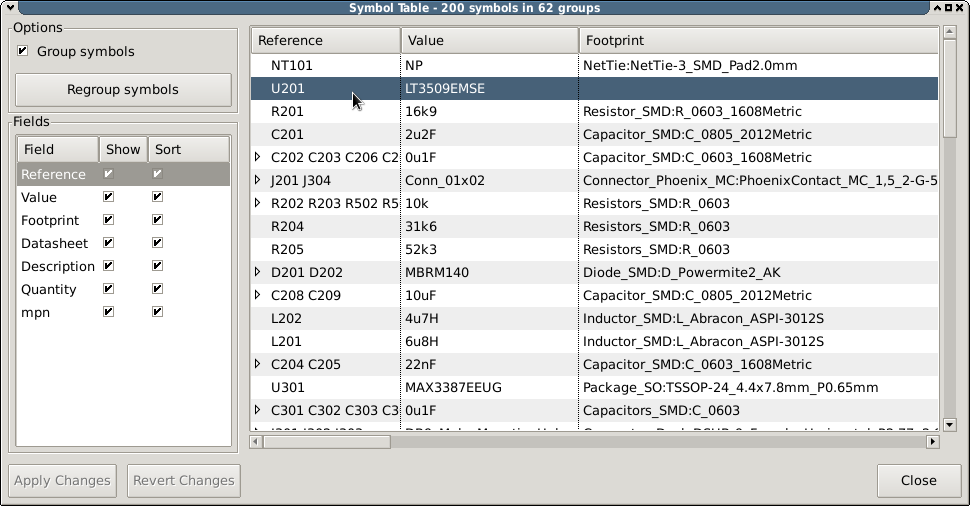 Symbol Table - 200 symbols in 62 groups
Options
Group symbols
Regroup symbols
Fields
Field Show Sort
Reference
Value
Footprint
Datasheet
Description
Quantity
mpn
Reference Value Footprint
NT101 NP NetTie:NetTie-3_SMD_Pad2.0mm
U201 LT3509EMSE
R201 16k9 Resistor_SMD:R_0603_1608Metric
C201 2u2F Capacitor_SMD:C_0805_2012Metric
C202 C203 C206 C2 0u1F Capacitor_SMD:C_0603_1608Metric
J201 J304 Conn_01x02 Connector_Phoenix_MC:PhoenixContact_MC_1,5_2-G-5
R202 R203 R502 R5 10k Resistors_SMD:R_0603
R204 31k6 Resistors_SMD:R_0603
R205 52k3 Resistors_SMD:R_0603
D201 D202 MBRM140 Diode_SMD:D_Powermite2_AK
C208 C209 10uF Capacitor_SMD:C_0805_2012Metric
L202 4u7H Inductor_SMD:L_Abracon_ASPI-3012S
L201 6u8H Inductor_SMD:L_Abracon_ASPI-3012S
C204 C205 22nF Capacitor_SMD:C_0603_1608Metric
U301 MAX3387EEUG Package_SO:TSSOP-24_4.4x7.8mm_P0.65mm
C301 C302 C303 C3 0u1F Capacitors_SMD:C_0603
Apply Changes
Revert Changes
Close